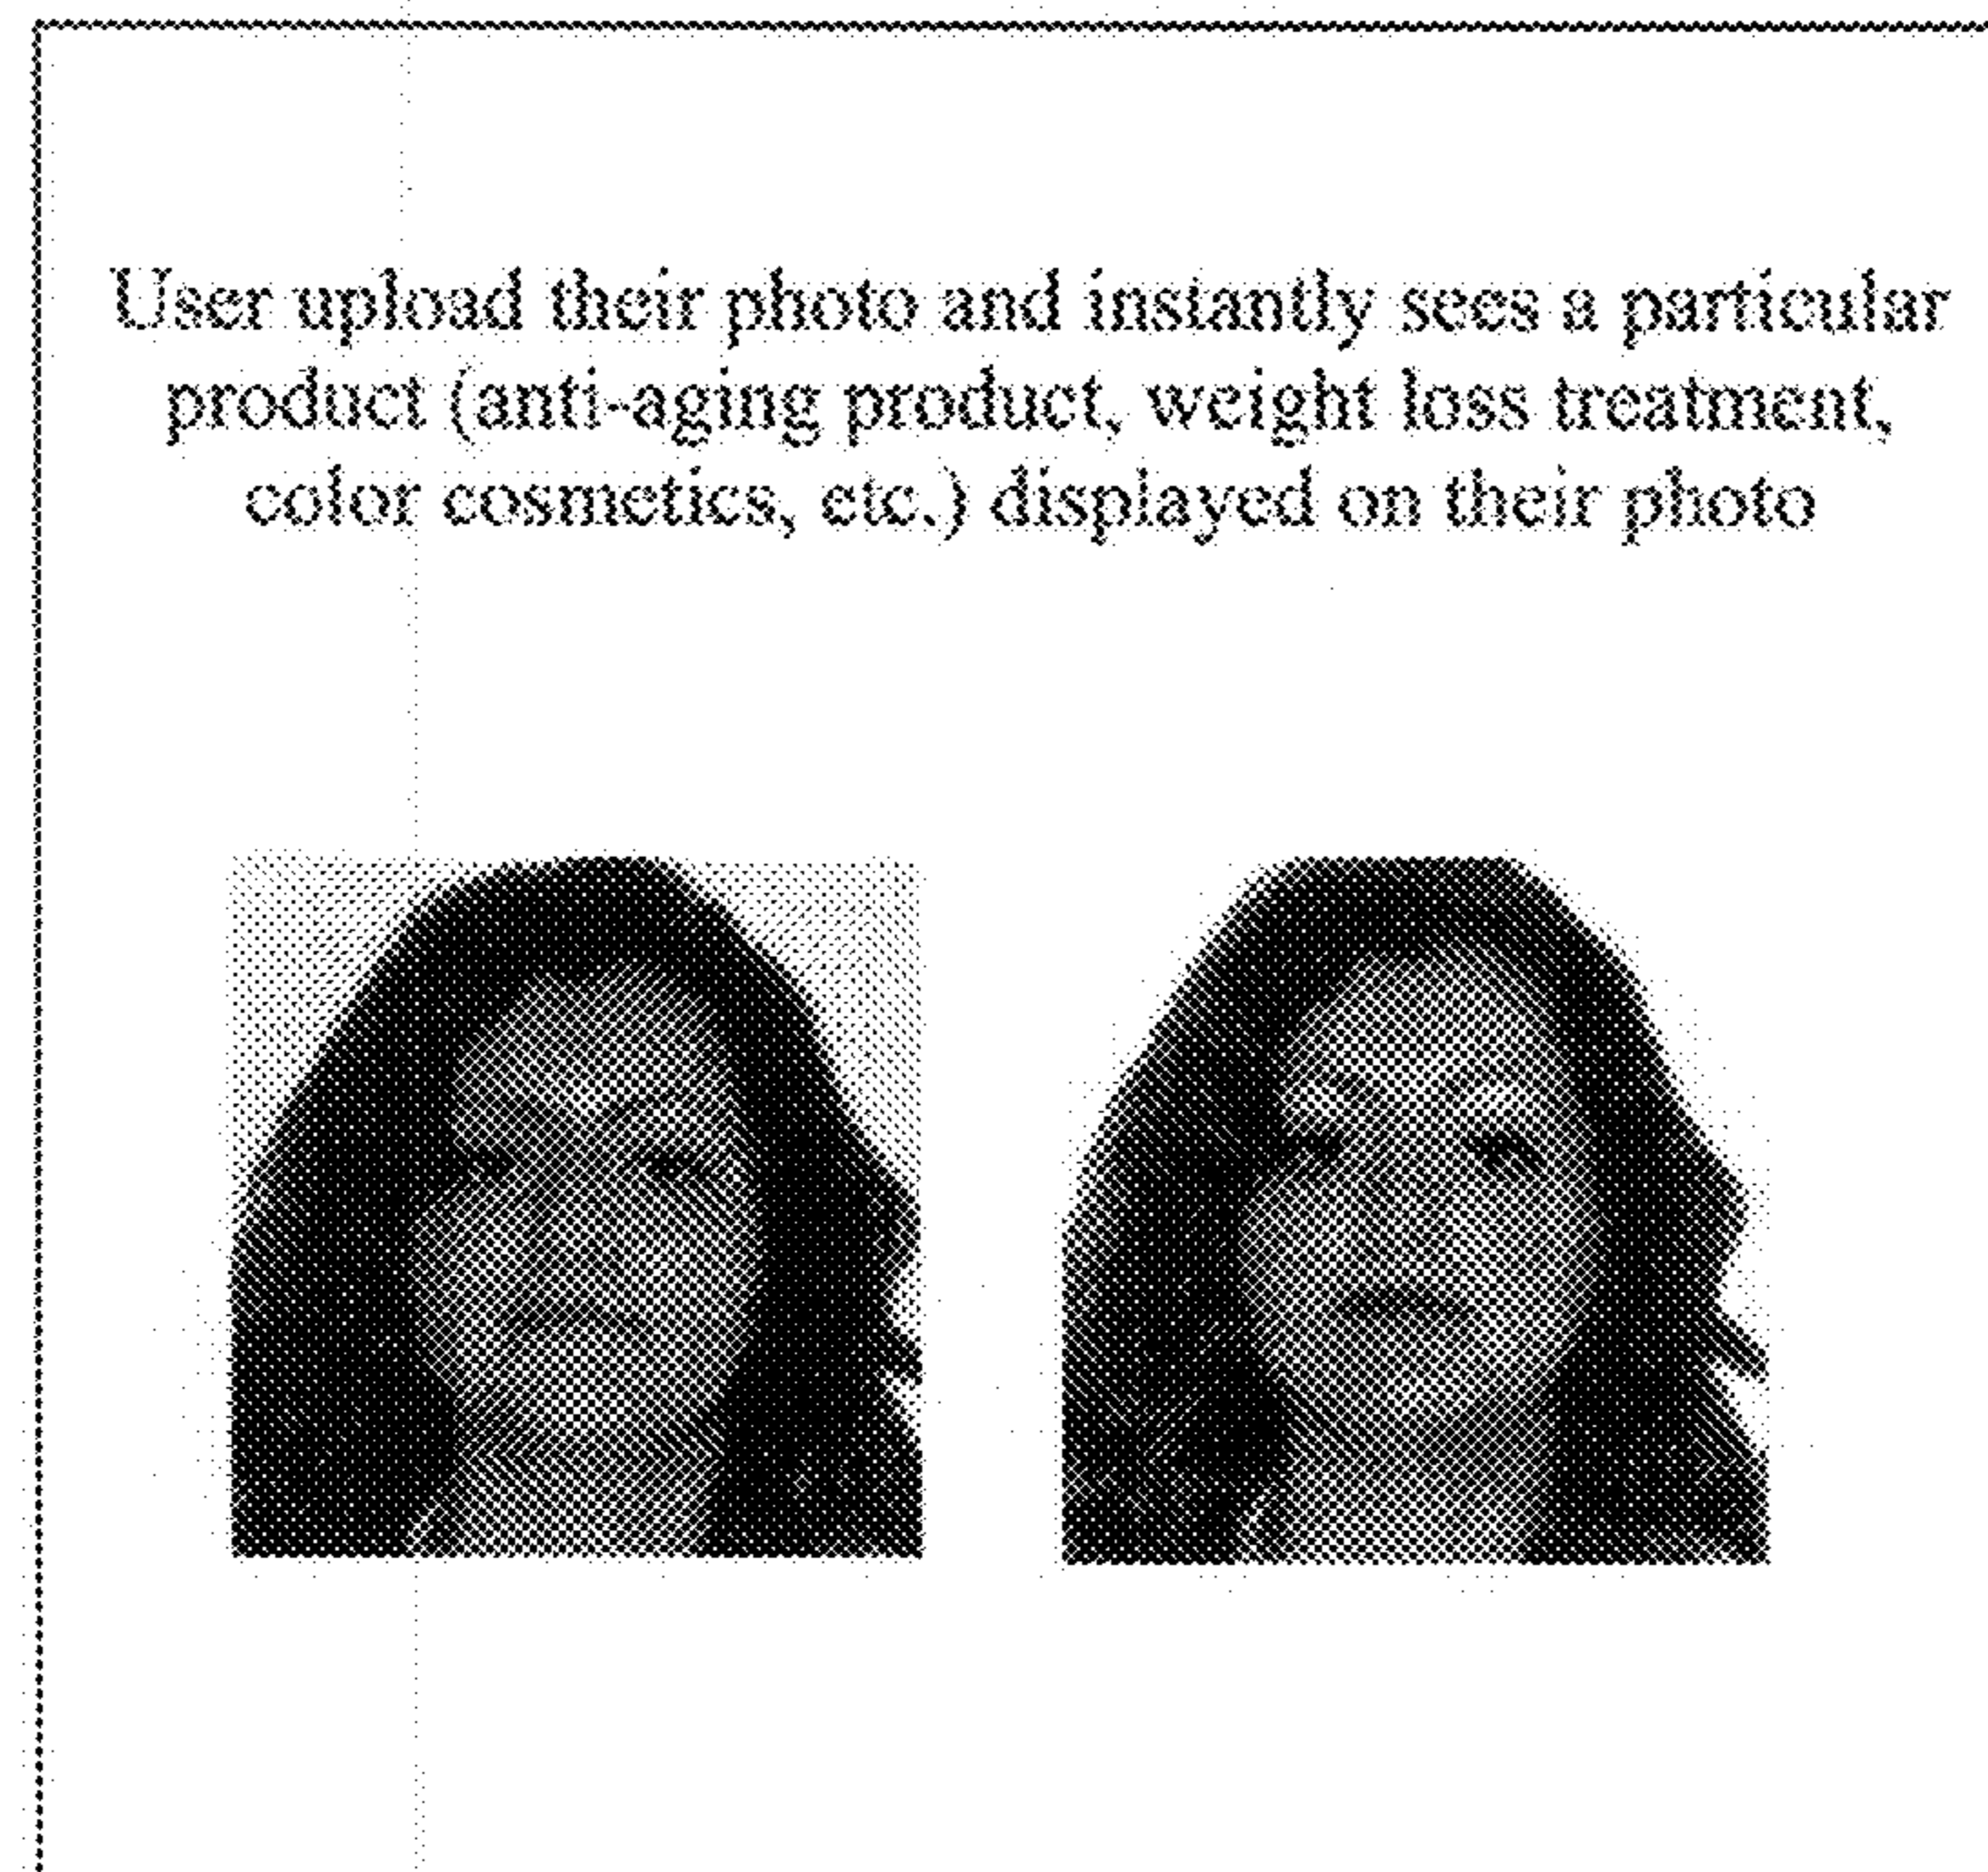 User upload their photo and instantly sees a particular
product (anti-aging product, weight loss treatment,
color cosmetics, etc.) displayed on their photo